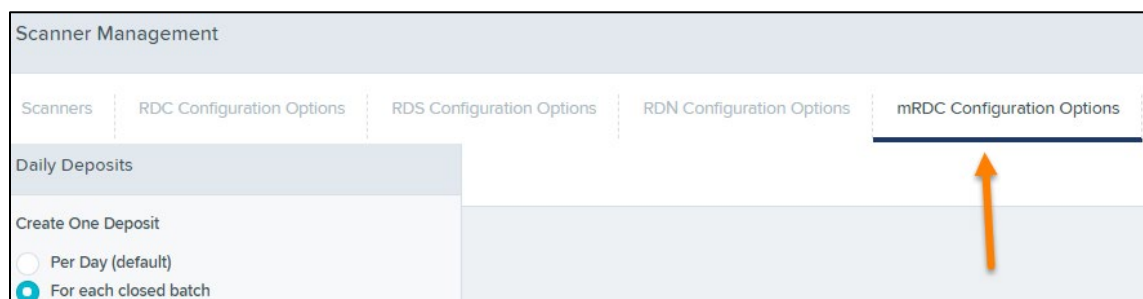 Scanner Management
Scanners RDC Configuration Options RDS Configuration Options RDN Configuration Options mRDC Configuration Options
Daily Deposits
Create One Deposit
Per Day (default)
For each closed batch